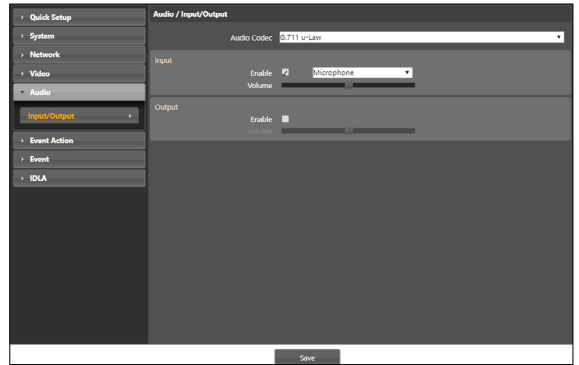 Quick Setup
System
Network
Video
Audio
Input/Output
Event Action
Event
IDLA
Audio / Input/Output
Audio Codec G.711 u-Law
Input
Enable Microphone
Volume
Output
Enable
Volume
Save